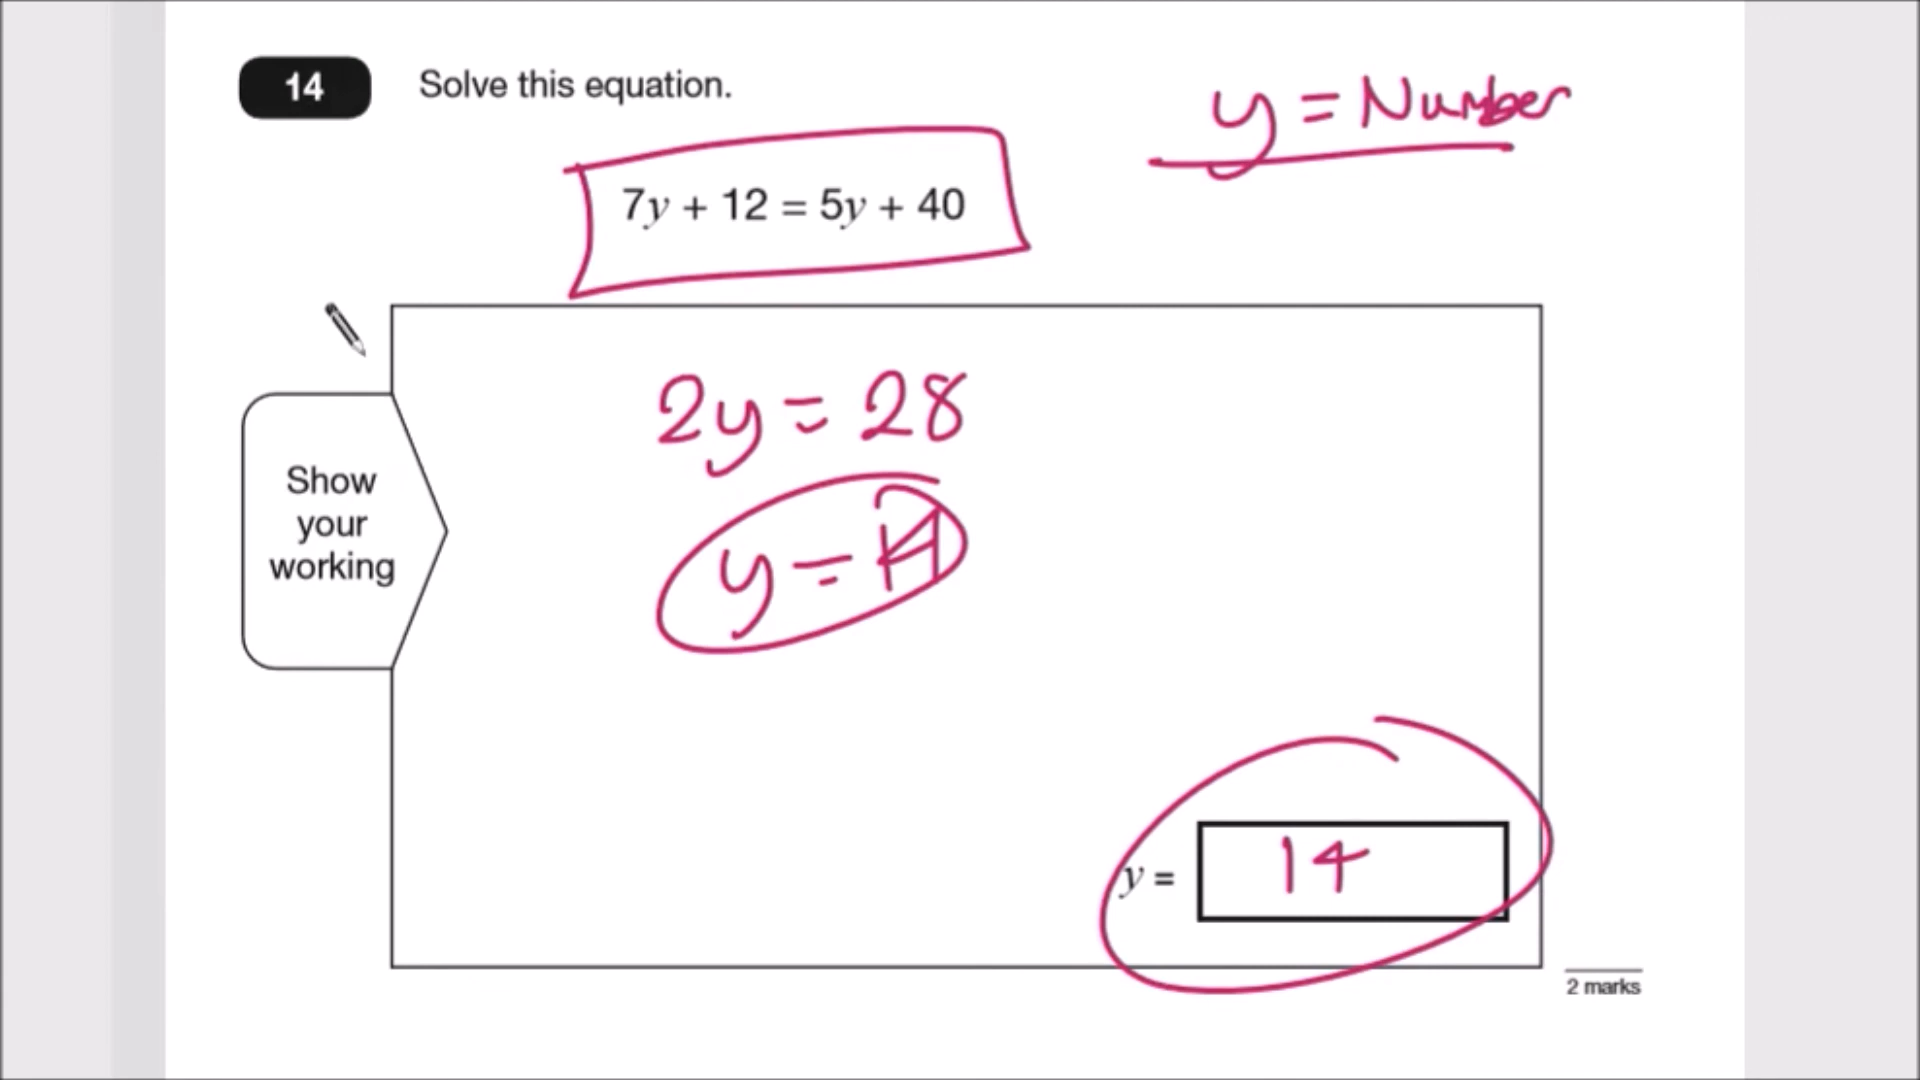 14 Solve this equation.
y = Number
7y + 12 = 5y + 40
2y = 28
y = 14
Show
your
working
y = 14
2 marks